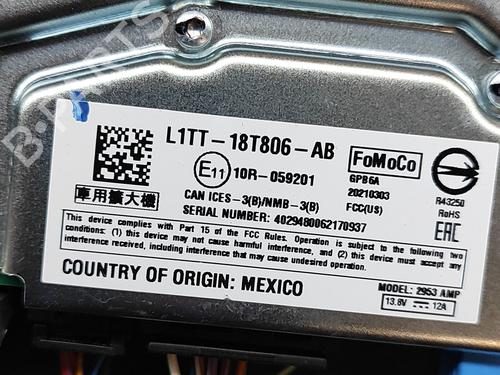 B-PARTS
L1TT-18T806-AB
FoMoCo
E11 10R-059201
GPB6A
20210303
FCC(US)
R43250
RoHS
EAC
車用擴大機
CAN ICES-3(B)/NMB-3(B)
SERIAL NUMBER: 4029480062170937
This device complies with Part 15 of the FCC Rules. Operation is subject to the following two
conditions: (1) this device may not cause harmful interference, and (2) this device must accept any
interference received, including interference that may cause undesired operation.
COUNTRY OF ORIGIN: MEXICO
MODEL: 2953 AMP
13.8V 12A